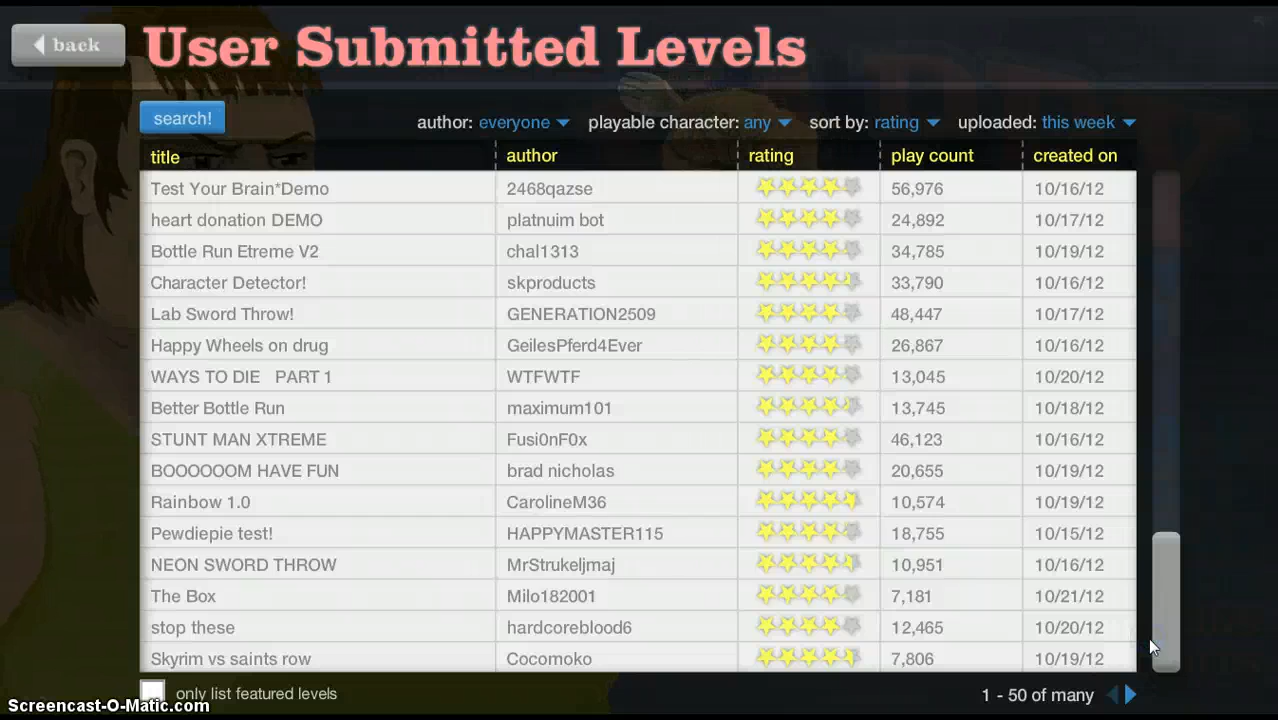 back
User Submitted Levels
search!
author: everyone playable character: any sort by: rating uploaded: this week
title author rating play count created on
Test Your Brain*Demo 2468qazse 56,976 10/16/12
heart donation DEMO platnuim bot 24,892 10/17/12
Bottle Run Etreme V2 chal1313 34,785 10/19/12
Character Detector! skproducts 33,790 10/16/12
Lab Sword Throw! GENERATION2509 48,447 10/17/12
Happy Wheels on drug GeilesPferd4Ever 26,867 10/16/12
WAYS TO DIE PART 1 WTFWTF 13,045 10/20/12
Better Bottle Run maximum101 13,745 10/18/12
STUNT MAN XTREME Fusi0nF0x 46,123 10/16/12
BOOOOOOM HAVE FUN brad nicholas 20,655 10/19/12
Rainbow 1.0 CarolineM36 10,574 10/19/12
Pewdiepie test! HAPPYMASTER115 18,755 10/15/12
NEON SWORD THROW MrStrukeljmaj 10,951 10/16/12
The Box Milo182001 7,181 10/21/12
stop these hardcoreblood6 12,465 10/20/12
Skyrim vs saints row Cocomoko 7,806 10/19/12
only list featured levels 1 - 50 of many
Screencast-O-Matic.com